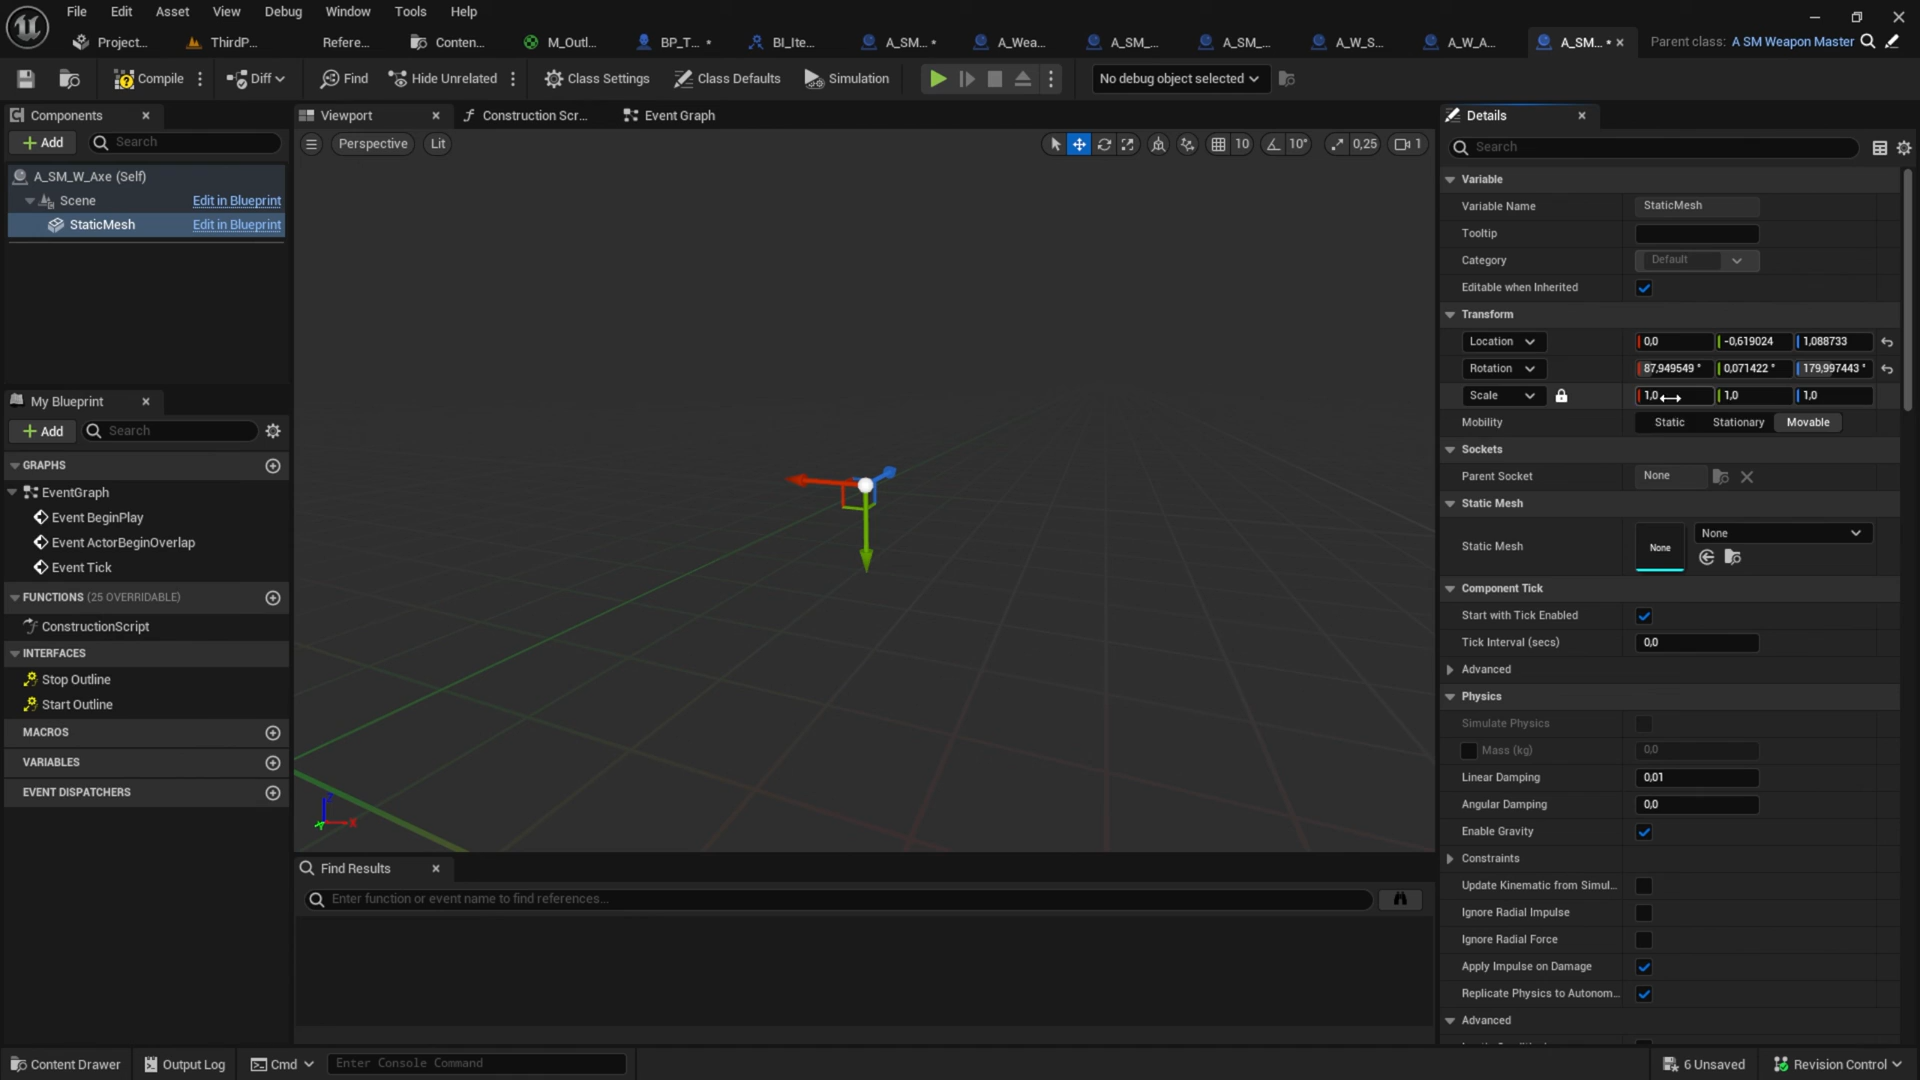 File Edit Asset View Debug Window Tools Help
Project... ThirdP... Refere... Conten... M_Outl... BP_T... * BI_Ite... A_SM... * A_Wea... A_SM_... A_SM_... A_W_S... A_W_A... A_SM... * Parent class: A SM Weapon Master
Compile Diff Find Hide Unrelated Class Settings Class Defaults Simulation No debug object selected
Components
Add Search
A_SM_W_Axe (Self)
Scene Edit in Blueprint
StaticMesh Edit in Blueprint
My Blueprint
Add Search
GRAPHS
EventGraph
Event BeginPlay
Event ActorBeginOverlap
Event Tick
FUNCTIONS (25 OVERRIDABLE)
ConstructionScript
INTERFACES
Stop Outline
Start Outline
MACROS
VARIABLES
EVENT DISPATCHERS
Viewport Construction Scr... Event Graph
Perspective Lit 10 10° 0,25 1
Z X Y
Find Results
Enter function or event name to find references...
Details
Search
Variable
Variable Name StaticMesh
Tooltip
Category Default
Editable when Inherited
Transform
Location 0,0 -0,619024 1,088733
Rotation 87,949549 ° 0,071422 ° 179,997443 °
Scale 1,0 1,0 1,0
Mobility Static Stationary Movable
Sockets
Parent Socket None
Static Mesh
Static Mesh None None
Component Tick
Start with Tick Enabled
Tick Interval (secs) 0,0
Advanced
Physics
Simulate Physics
Mass (kg) 0,0
Linear Damping 0,01
Angular Damping 0,0
Enable Gravity
Constraints
Update Kinematic from Simul...
Ignore Radial Impulse
Ignore Radial Force
Apply Impulse on Damage
Replicate Physics to Autonom...
Advanced
Content Drawer Output Log Cmd Enter Console Command 6 Unsaved Revision Control